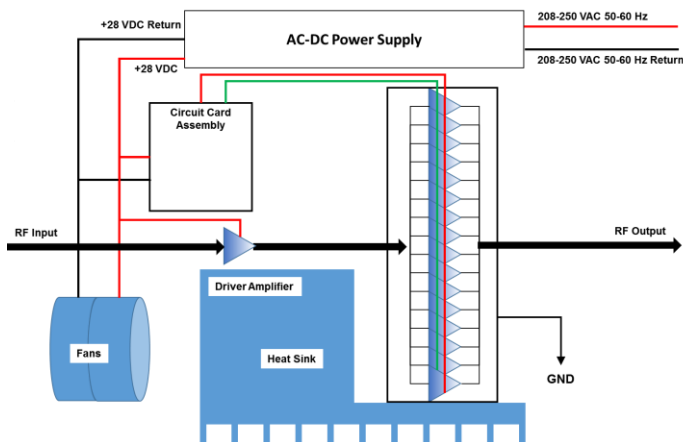 +28 VDC Return
AC-DC Power Supply
208-250 VAC 50-60 Hz
208-250 VAC 50-60 Hz Return
+28 VDC
Circuit Card
Assembly
RF Input
RF Output
Driver Amplifier
Heat Sink
Fans
GND